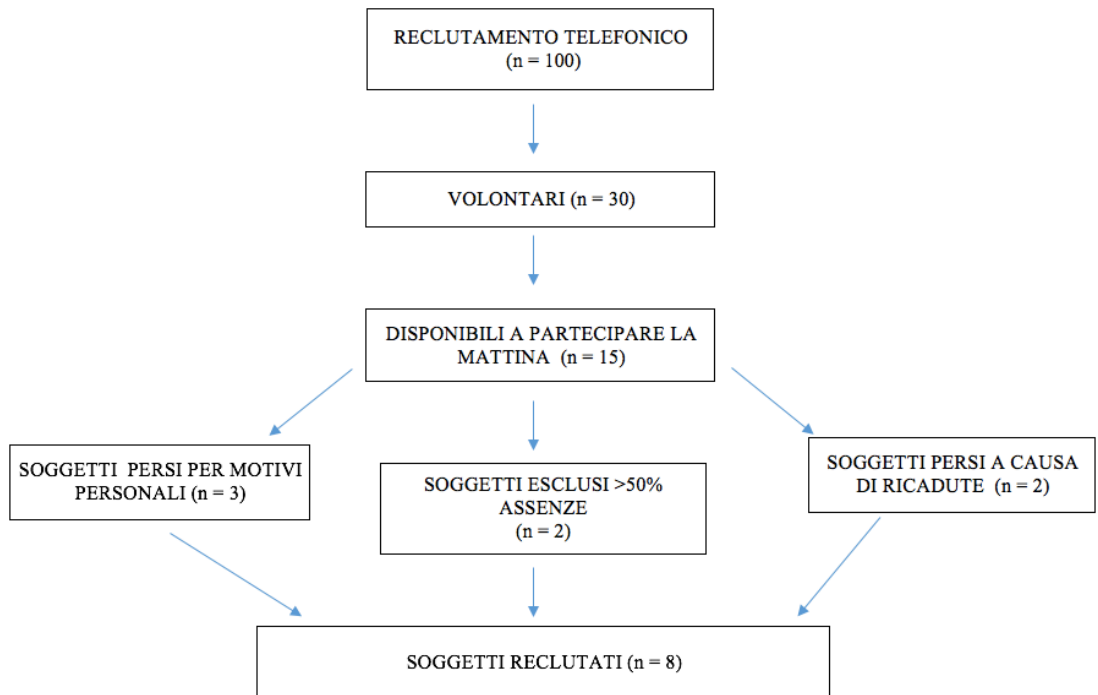 RECLUTAMENTO TELEFONICO
(n = 100)
VOLONTARI (n = 30)
DISPONIBILI A PARTECIPARE LA
MATTINA (n = 15)
SOGGETTI PERSI PER MOTIVI
PERSONALI (n = 3)
SOGGETTI ESCLUSI >50%
ASSENZE
(n = 2)
SOGGETTI PERSI A CAUSA
DI RICADUTE (n = 2)
SOGGETTI RECLUTATI (n = 8)